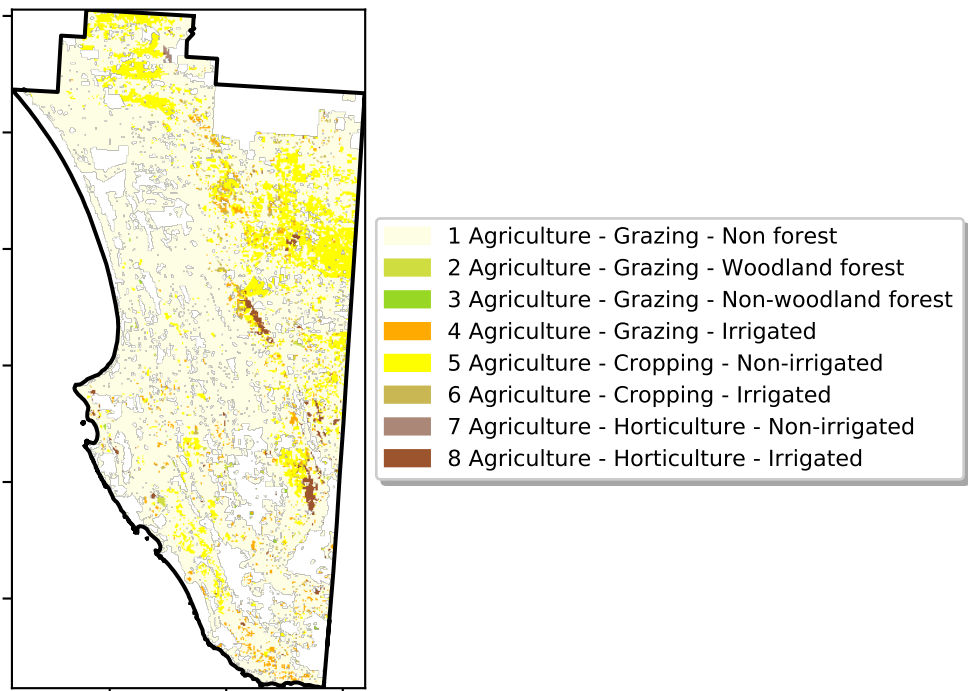 1 Agriculture - Grazing - Non forest
2 Agriculture - Grazing - Woodland forest
3 Agriculture - Grazing - Non-woodland forest
4 Agriculture - Grazing - Irrigated
5 Agriculture - Cropping - Non-irrigated
6 Agriculture - Cropping - Irrigated
7 Agriculture - Horticulture - Non-irrigated
8 Agriculture - Horticulture - Irrigated